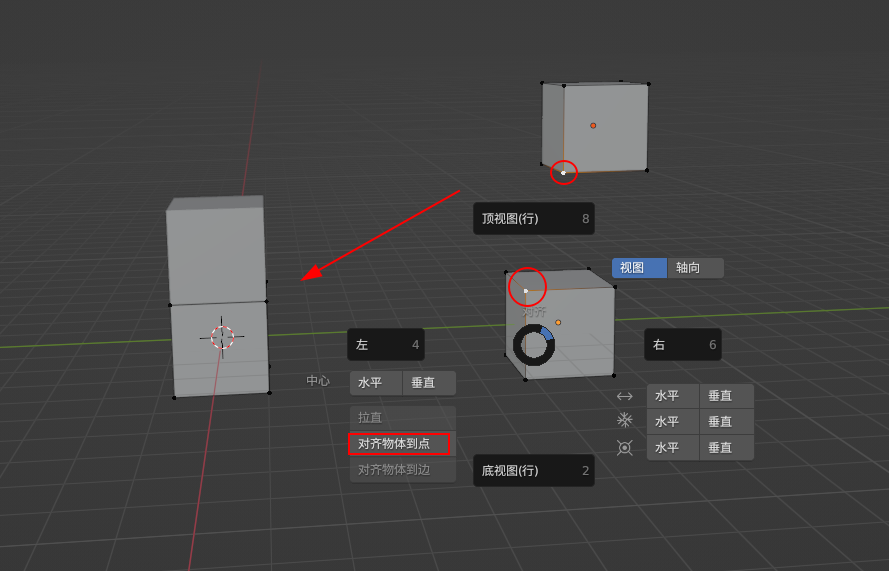 顶视图(行) 8
视图 轴向
对齐
左 4
右 6
中心 水平 垂直
水平 垂直
拉直
水平 垂直
对齐物体到点
水平 垂直
对齐物体到边
底视图(行) 2